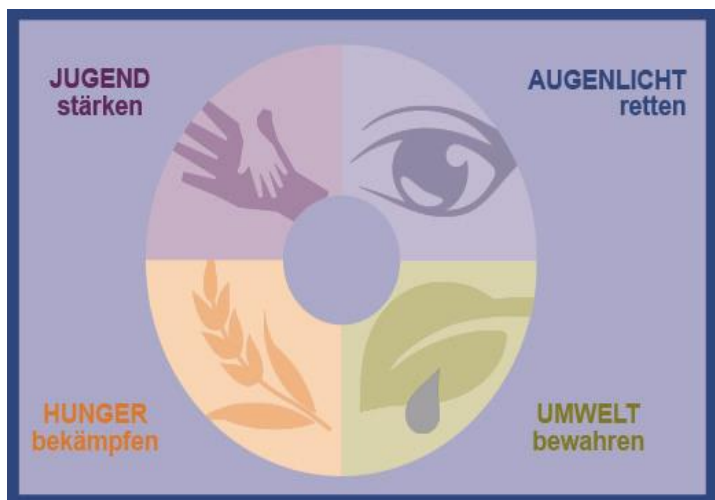 JUGEND
stärken
AUGENLICHT
retten
HUNGER
bekämpfen
UMWELT
bewahren